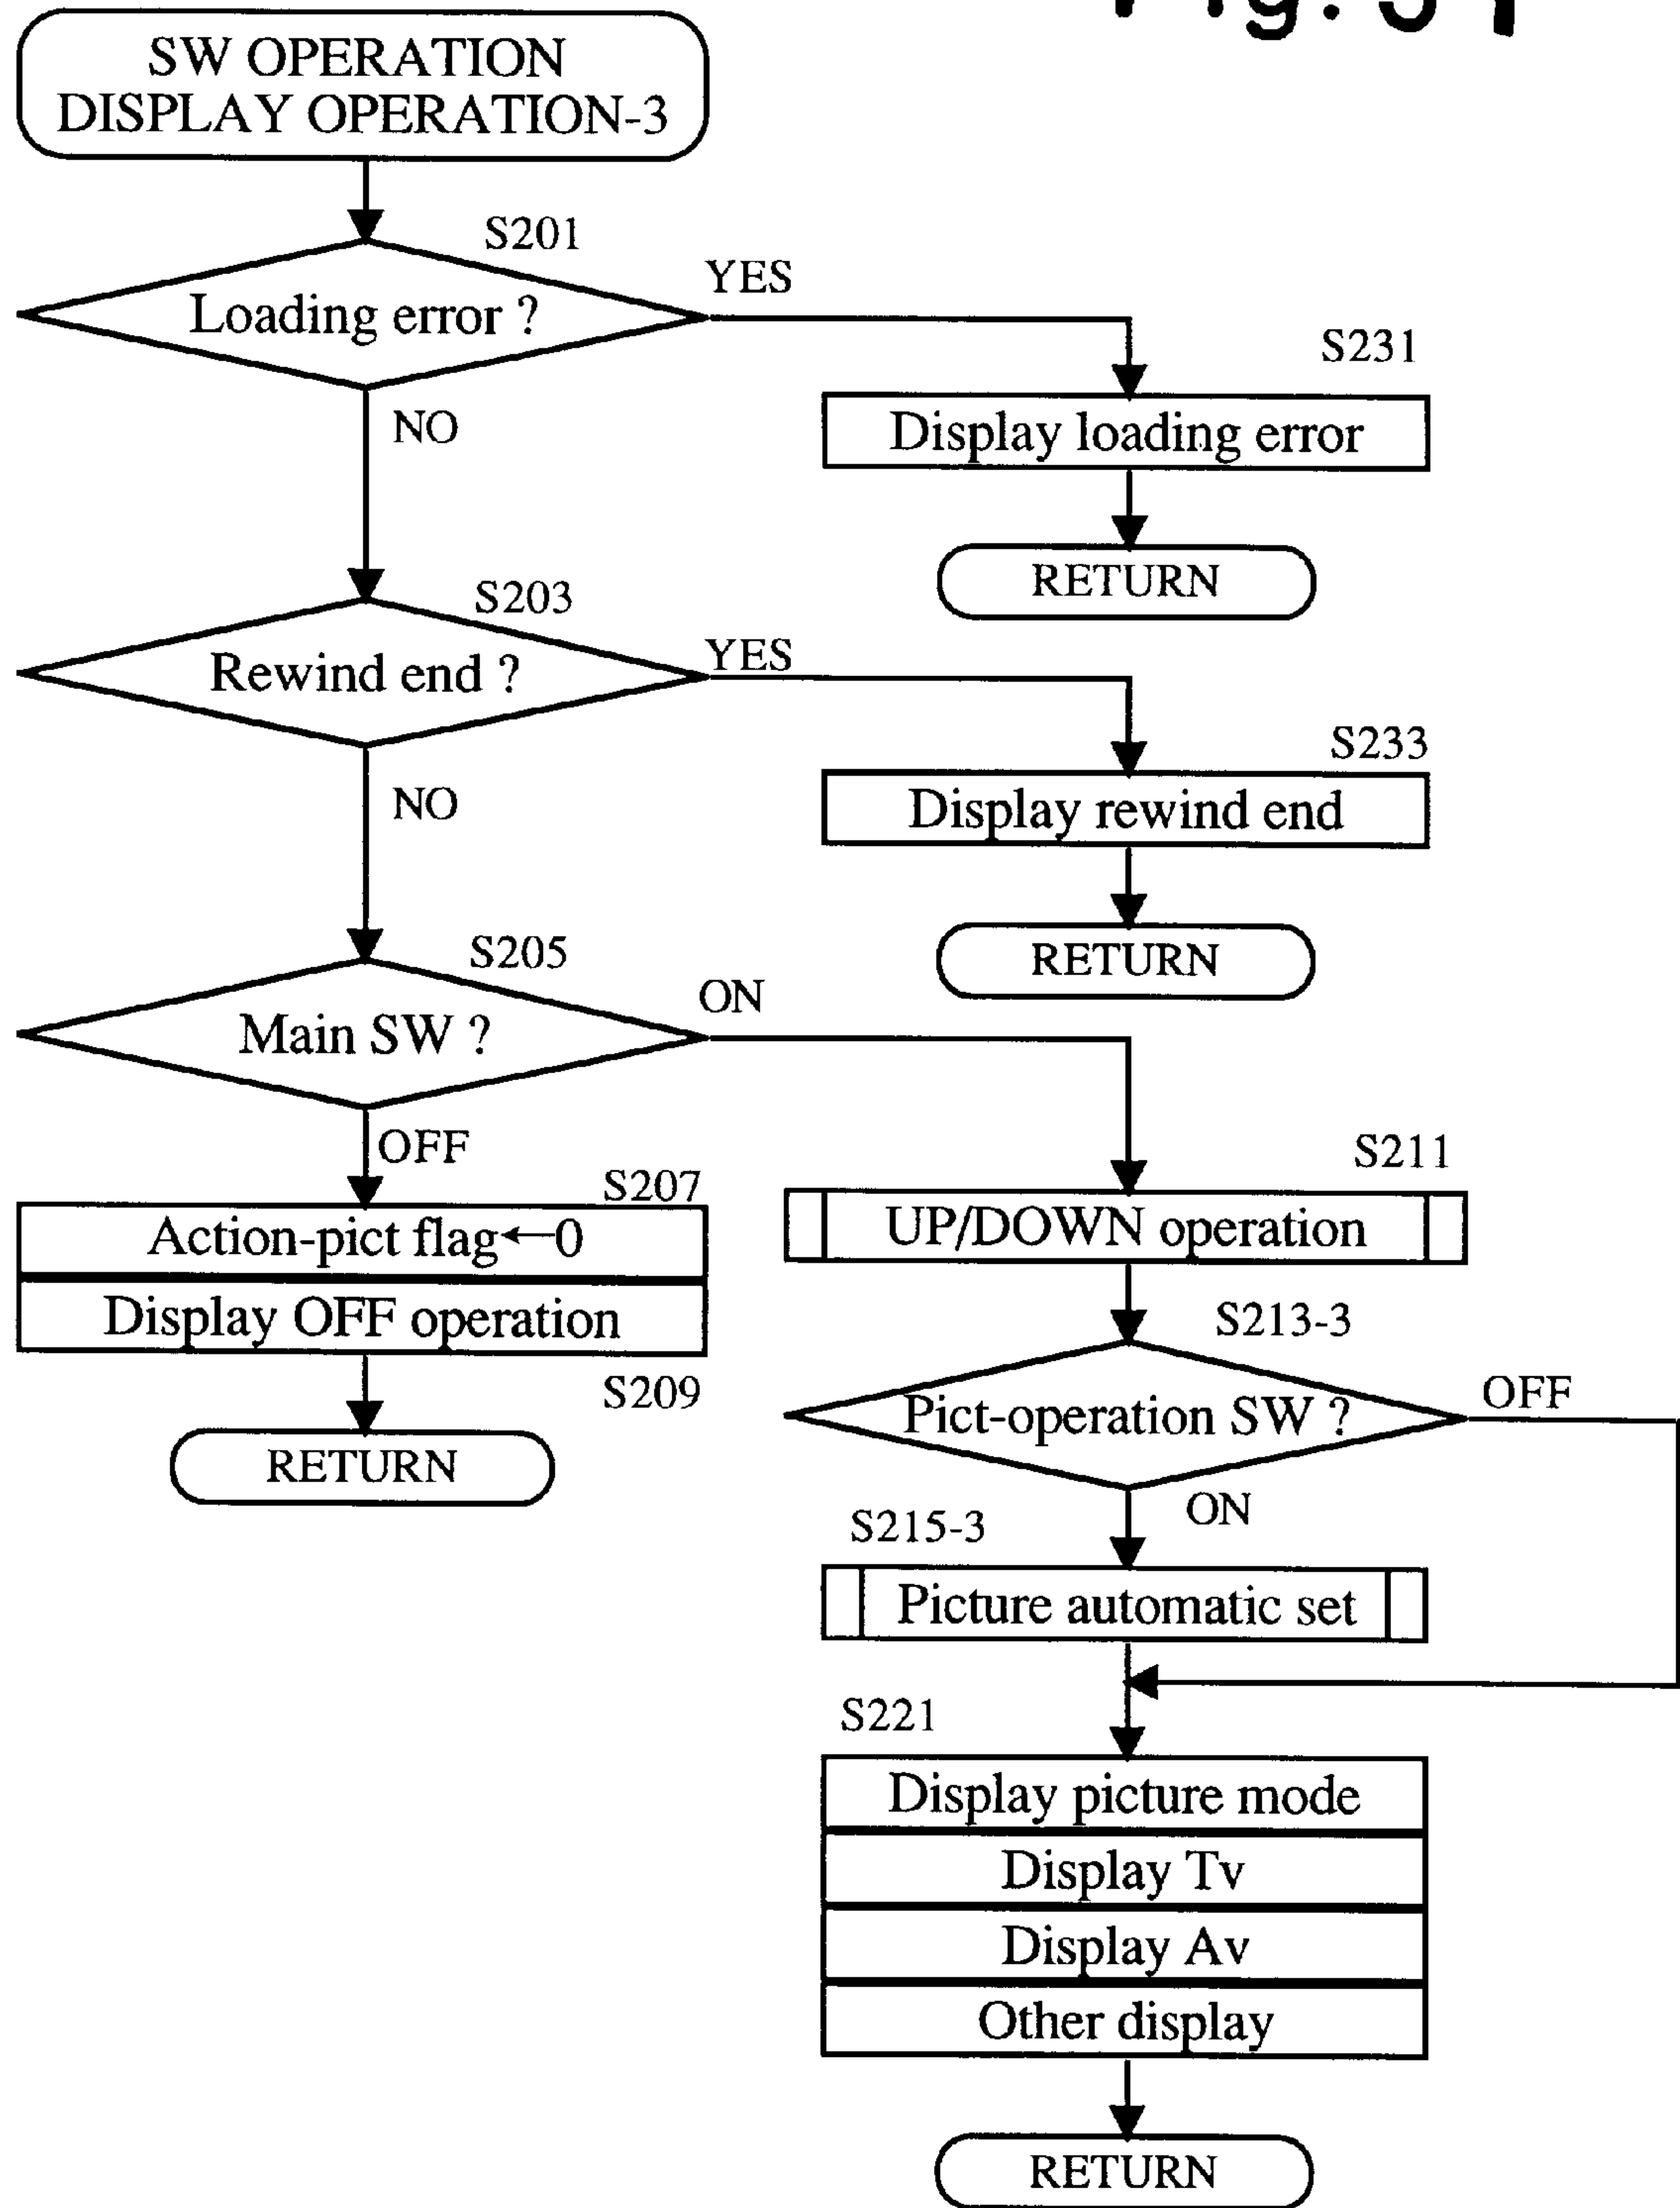 SW OPERATION
DISPLAY OPERATION-3
S201
Loading error ?
YES
S231
Display loading error
NO
RETURN
S203
Rewind end ?
YES
S233
Display rewind end
NO
RETURN
S205
Main SW ?
ON
OFF
S207
Action-pict flag←0
Display OFF operation
S209
RETURN
S211
UP/DOWN operation
S213-3
Pict-operation SW ?
OFF
ON
S215-3
Picture automatic set
S221
Display picture mode
Display Tv
Display Av
Other display
RETURN